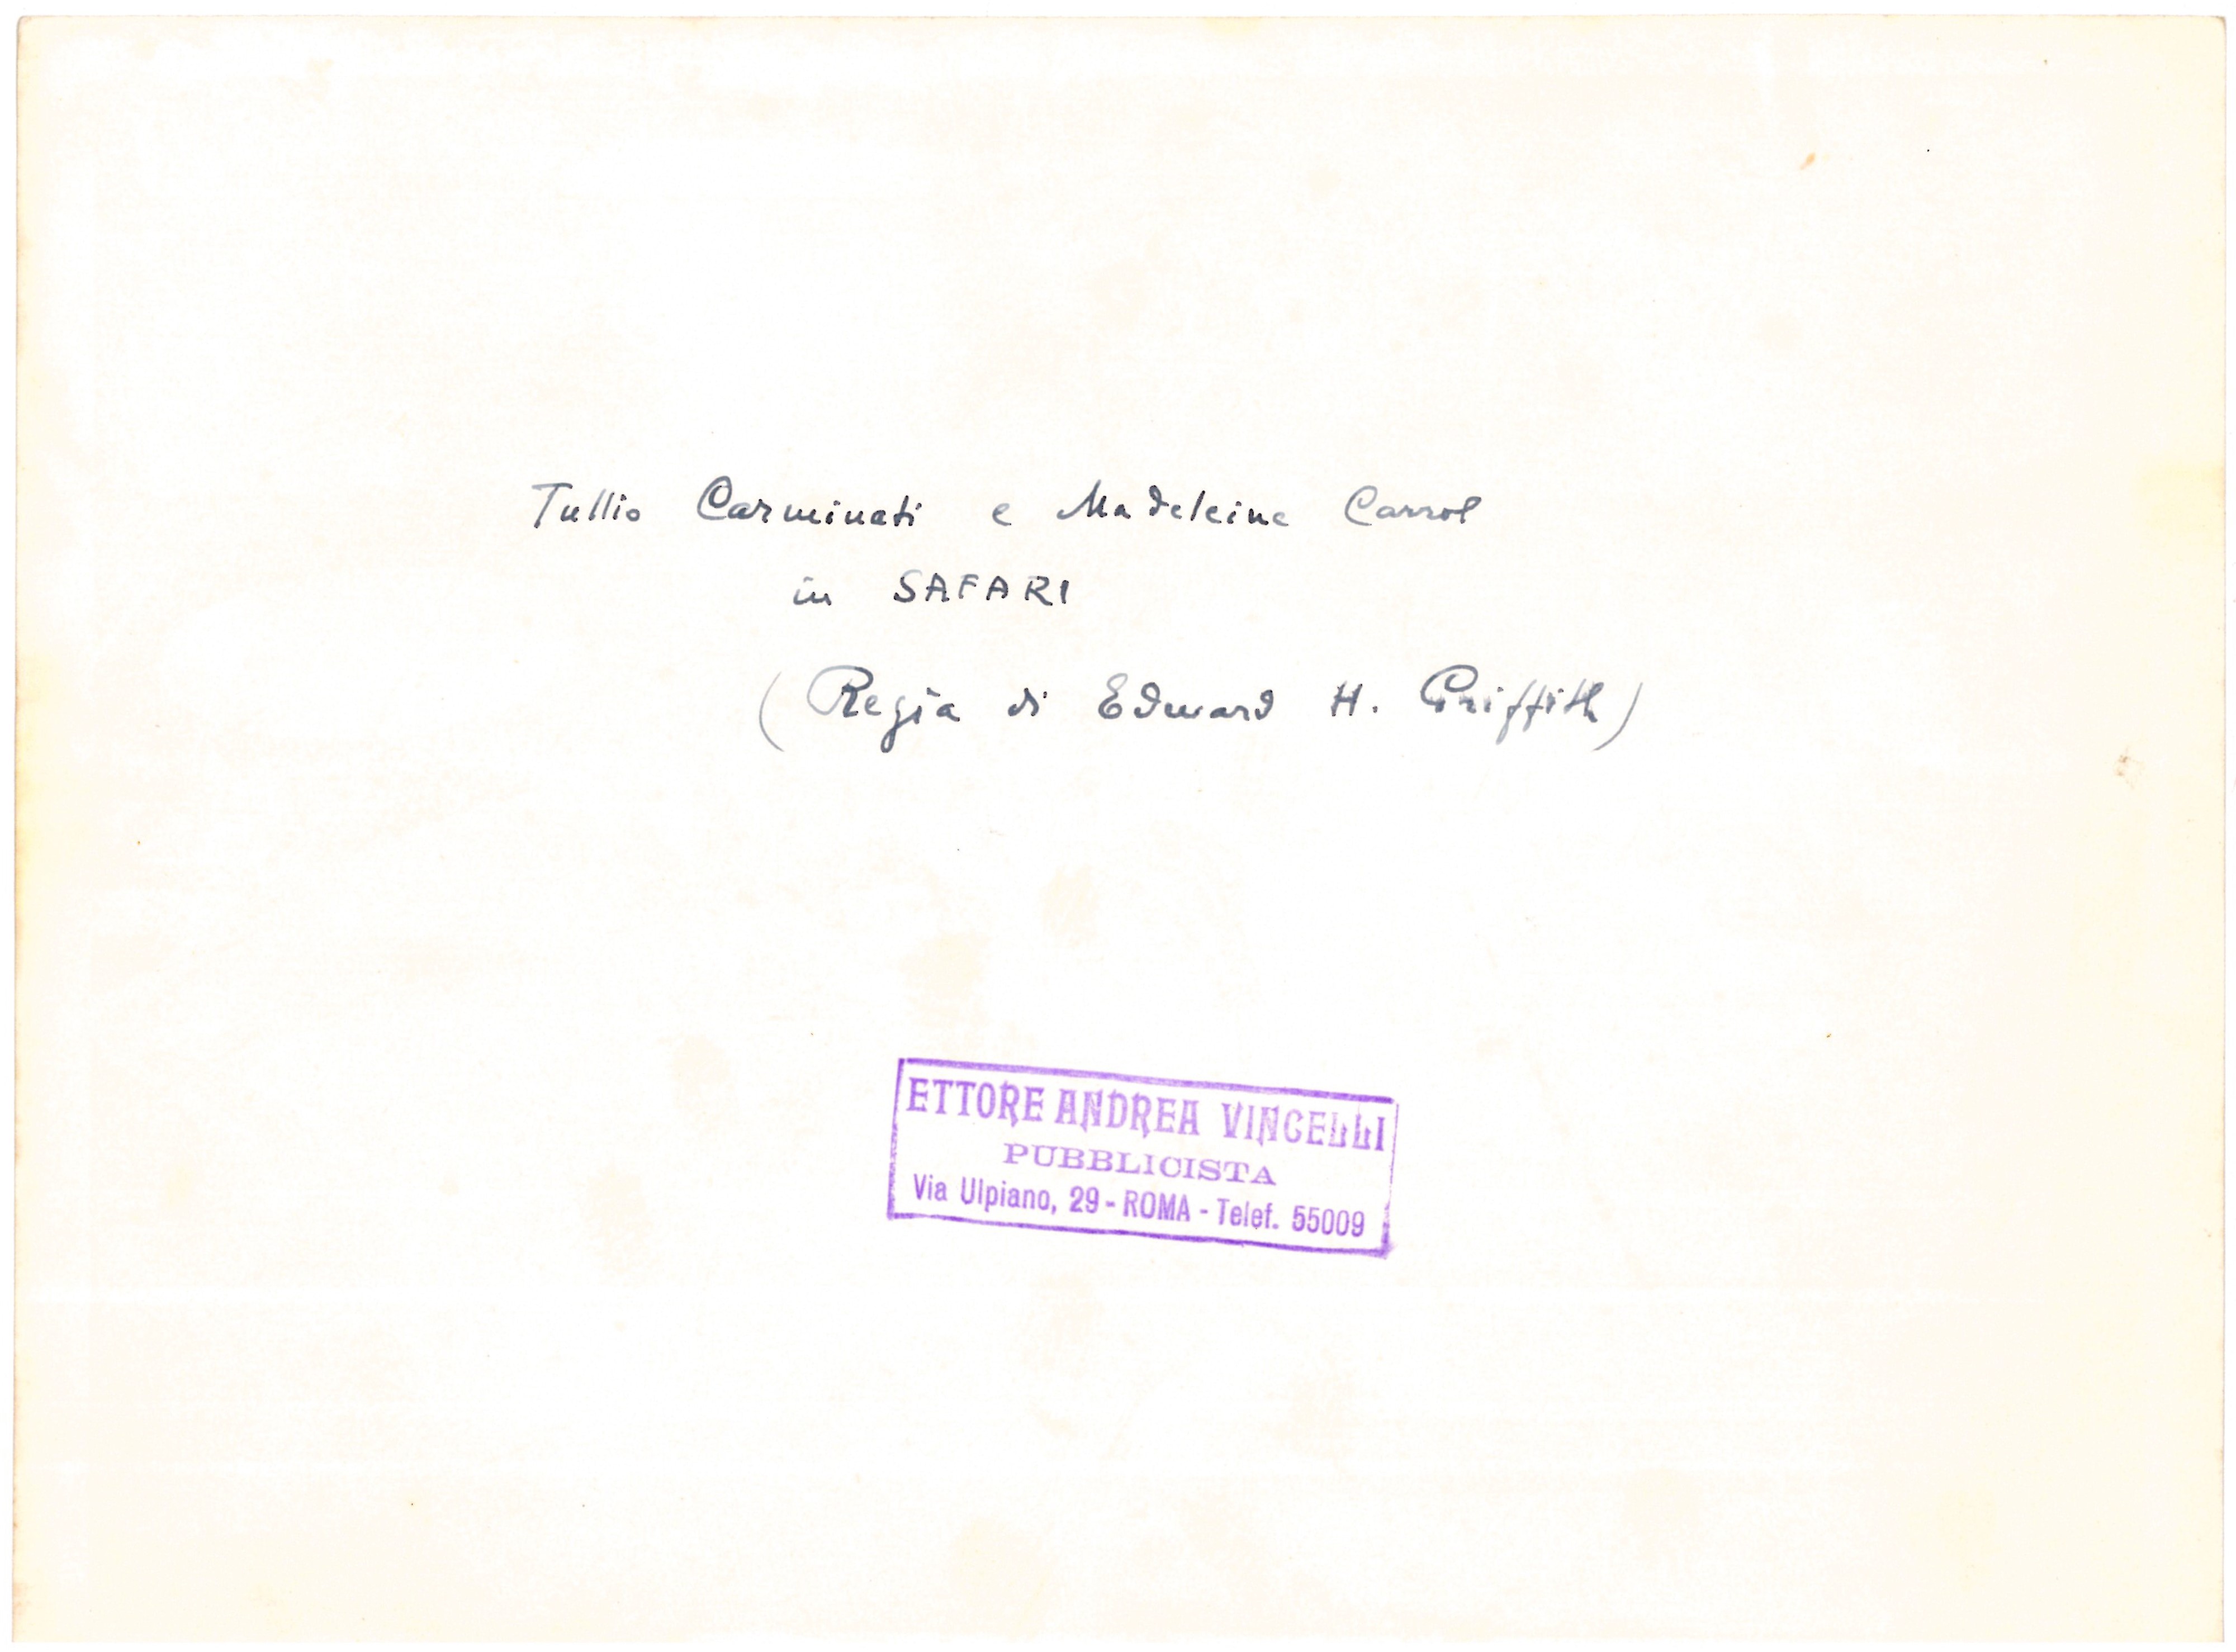 Tullio Carminati e Madeleine Carrol
in SAFARI
(Regia di Edward H. Griffith)
ETTORE ANDREA VINCELLI
PUBBLICISTA
Via Ulpiano, 29 - ROMA - Telef. 55009